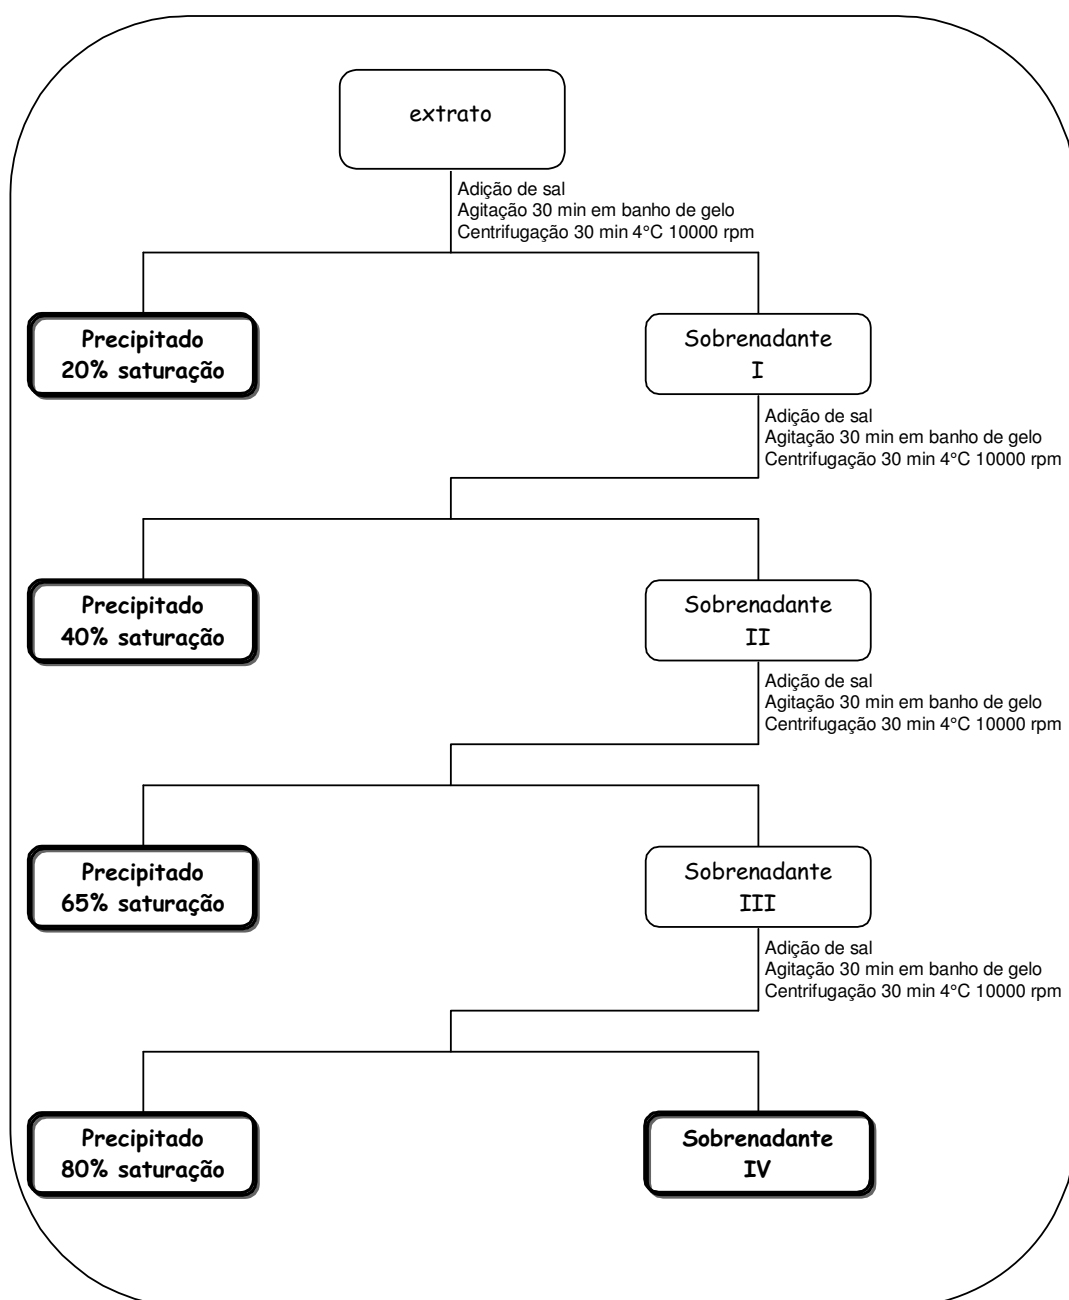 extrato
Adição de sal
Agitação 30 min em banho de gelo
Centrifugação 30 min 4°C 10000 rpm
Precipitado
20% saturação
Sobrenadante
I
Adição de sal
Agitação 30 min em banho de gelo
Centrifugação 30 min 4°C 10000 rpm
Precipitado
40% saturação
Sobrenadante
II
Adição de sal
Agitação 30 min em banho de gelo
Centrifugação 30 min 4°C 10000 rpm
Precipitado
65% saturação
Sobrenadante
III
Adição de sal
Agitação 30 min em banho de gelo
Centrifugação 30 min 4°C 10000 rpm
Precipitado
80% saturação
Sobrenadante
IV